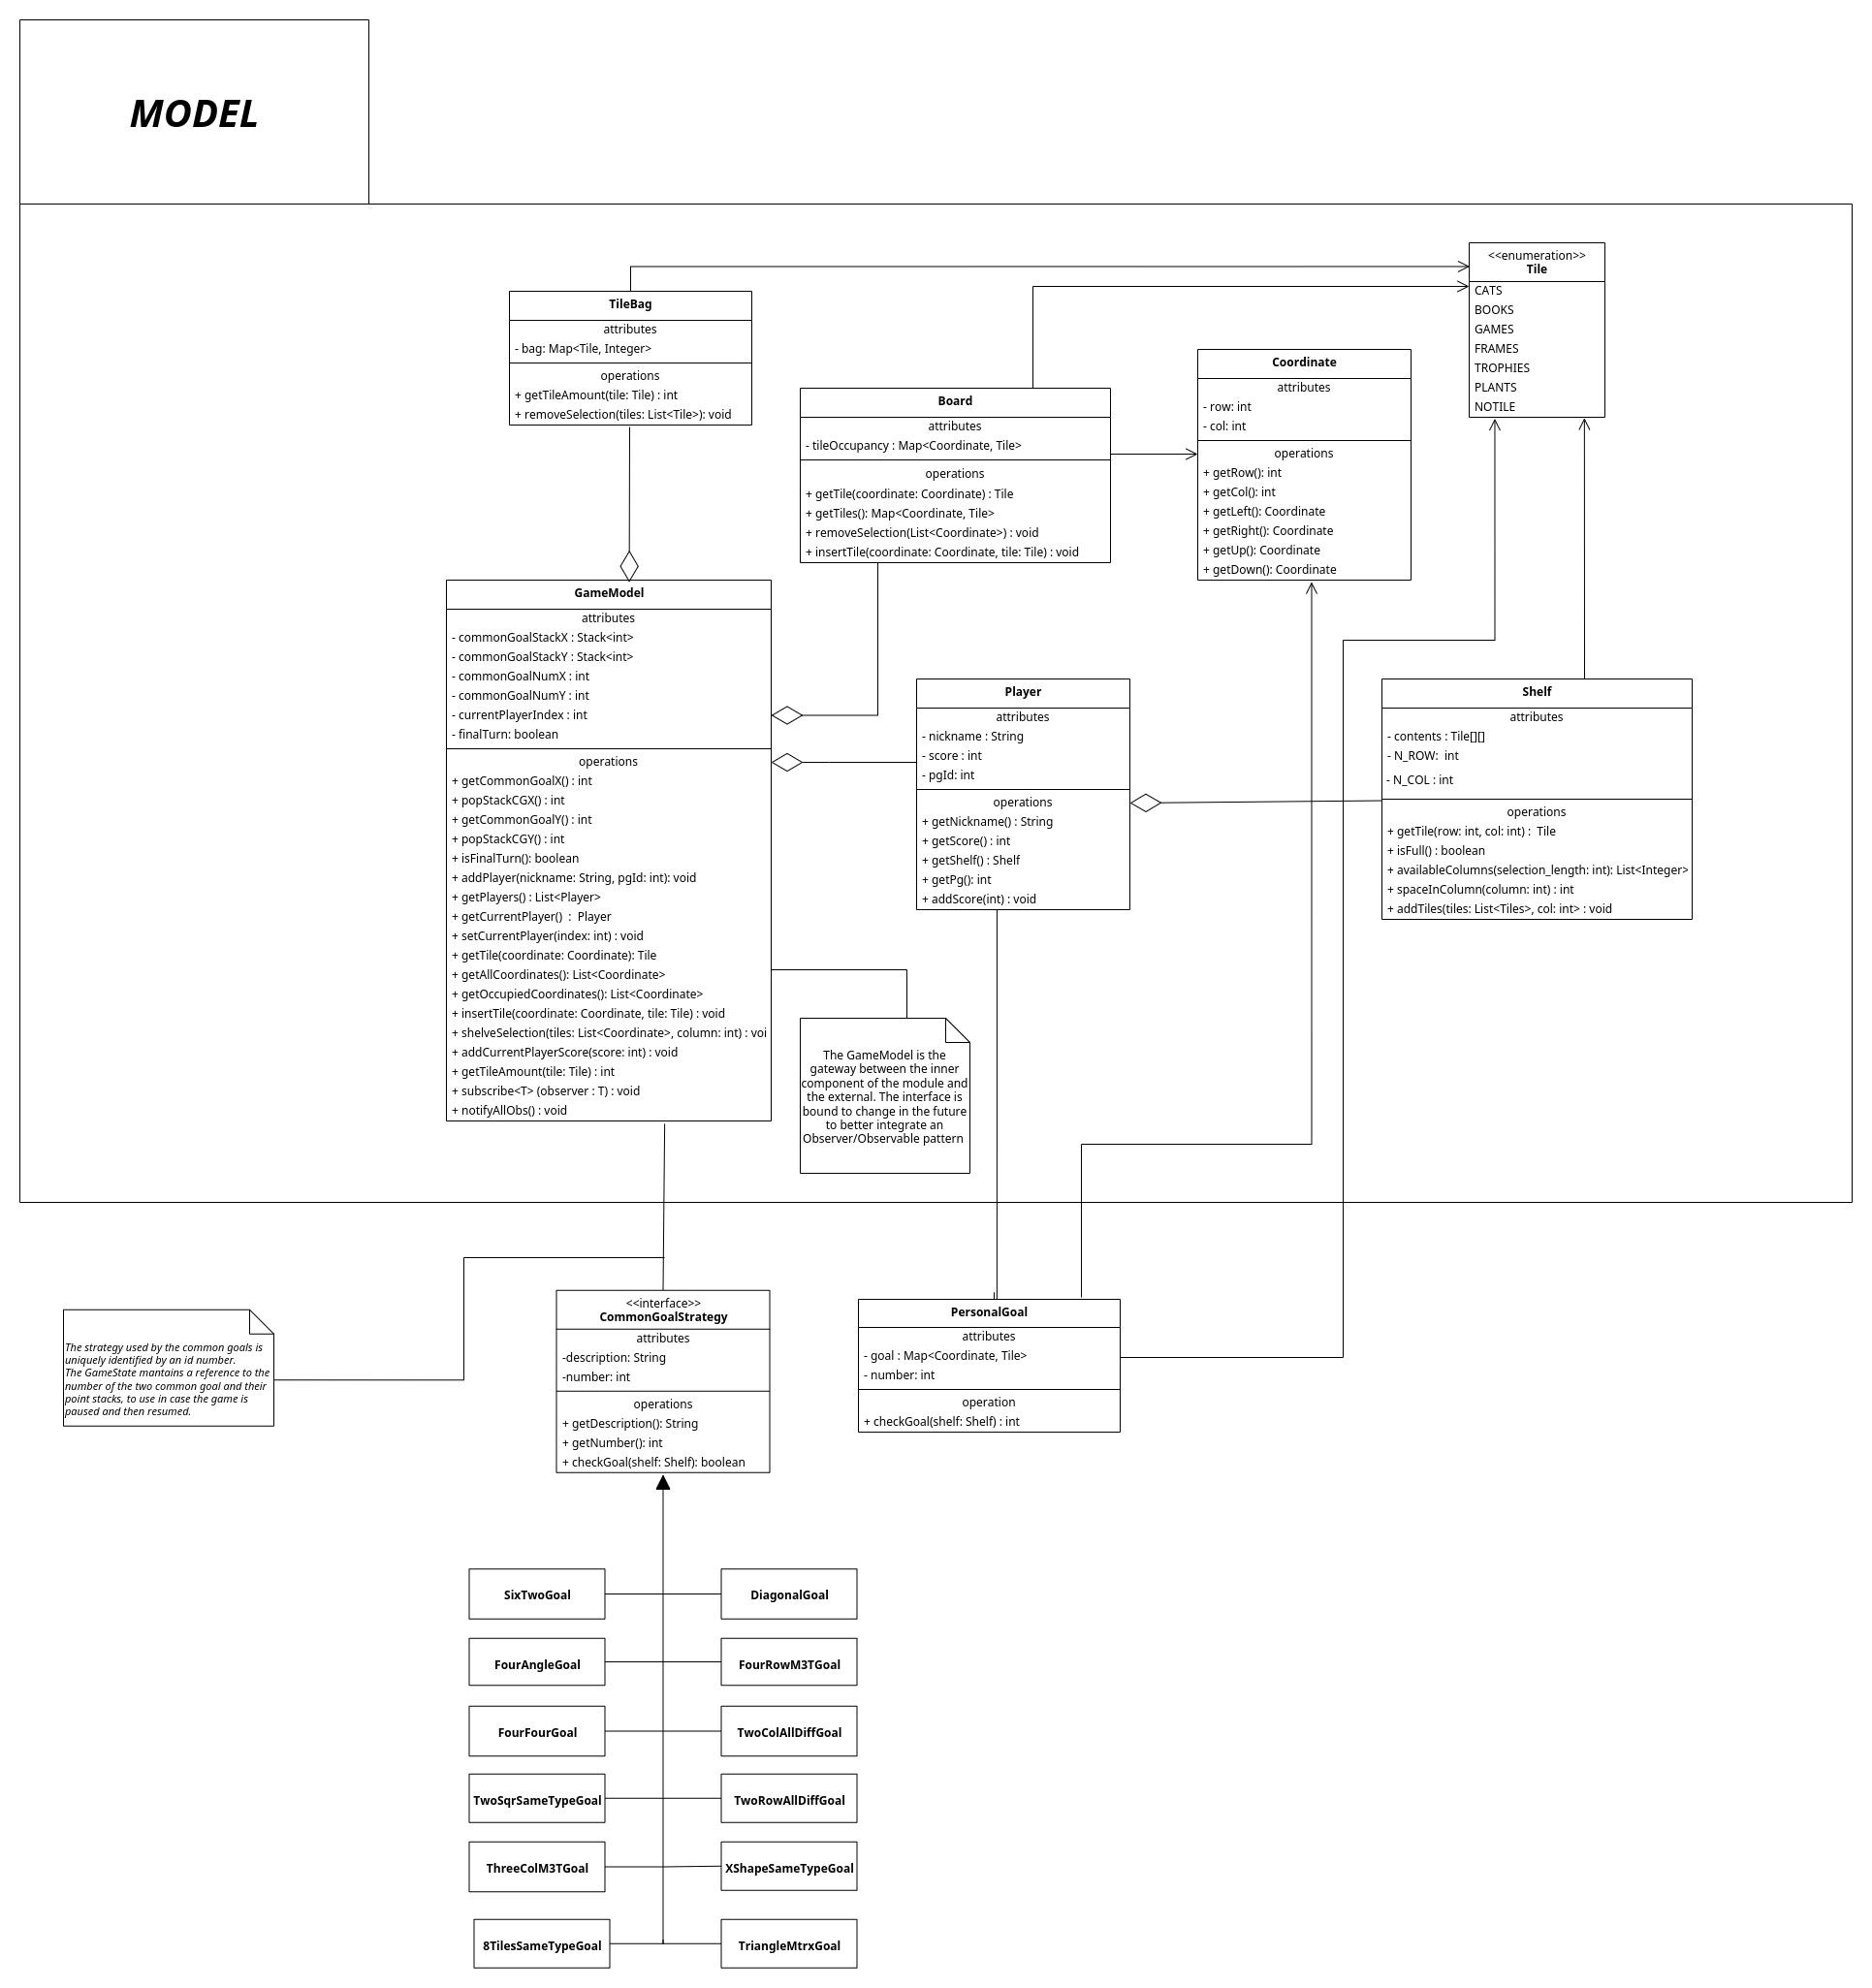 MODEL
<<enumeration>>
Tile
CATS
BOOKS
GAMES
FRAMES
TROPHIES
PLANTS
NOTILE
TileBag
attributes
- bag: Map<Tile, Integer>
operations
+ getTileAmount(tile: Tile) : int
+ removeSelection(tiles: List<Tile>): void
Board
attributes
- tileOccupancy : Map<Coordinate, Tile>
operations
+ getTile(coordinate: Coordinate) : Tile
+ getTiles(): Map<Coordinate, Tile>
+ removeSelection(List<Coordinate>) : void
+ insertTile(coordinate: Coordinate, tile: Tile) : void
Coordinate
attributes
- row: int
- col: int
operations
+ getRow(): int
+ getCol(): int
+ getLeft(): Coordinate
+ getRight(): Coordinate
+ getUp(): Coordinate
+ getDown(): Coordinate
GameModel
attributes
- commonGoalStackX : Stack<int>
- commonGoalStackY : Stack<int>
- commonGoalNumX : int
- commonGoalNumY : int
- currentPlayerIndex : int
- finalTurn: boolean
operations
+ getCommonGoalX() : int
+ popStackCGX() : int
+ getCommonGoalY() : int
+ popStackCGY() : int
+ isFinalTurn(): boolean
+ addPlayer(nickname: String, pgId: int): void
+ getPlayers() : List<Player>
+ getCurrentPlayer() : Player
+ setCurrentPlayer(index: int) : void
+ getTile(coordinate: Coordinate): Tile
+ getAllCoordinates(): List<Coordinate>
+ getOccupiedCoordinates(): List<Coordinate>
+ insertTile(coordinate: Coordinate, tile: Tile) : void
+ shelveSelection(tiles: List<Coordinate>, column: int) : voi
+ addCurrentPlayerScore(score: int) : void
+ getTileAmount(tile: Tile) : int
+ subscribe<T> (observer : T) : void
+ notifyAllObs() : void
Player
attributes
- nickname : String
- score : int
- pgId: int
operations
+ getNickname() : String
+ getScore() : int
+ getShelf() : Shelf
+ getPg(): int
+ addScore(int) : void
Shelf
attributes
- contents : Tile[][]
- N_ROW: int
- N_COL : int
operations
+ getTile(row: int, col: int) : Tile
+ isFull() : boolean
+ availableColumns(selection_length: int): List<Integer>
+ spaceInColumn(column: int) : int
+ addTiles(tiles: List<Tiles>, col: int> : void
The GameModel is the
gateway between the inner
component of the module and
the external. The interface is
bound to change in the future
to better integrate an
Observer/Observable pattern
The strategy used by the common goals is
uniquely identified by an id number.
The GameState mantains a reference to the
number of the two common goal and their
point stacks, to use in case the game is
paused and then resumed.
<<interface>>
CommonGoalStrategy
attributes
-description: String
-number: int
operations
+ getDescription(): String
+ getNumber(): int
+ checkGoal(shelf: Shelf): boolean
PersonalGoal
attributes
- goal : Map<Coordinate, Tile>
- number: int
operation
+ checkGoal(shelf: Shelf) : int
SixTwoGoal
DiagonalGoal
FourAngleGoal
FourRowM3TGoal
FourFourGoal
TwoColAllDiffGoal
TwoSqrSameTypeGoal
TwoRowAllDiffGoal
ThreeColM3TGoal
XShapeSameTypeGoal
8TilesSameTypeGoal
TriangleMtrxGoal